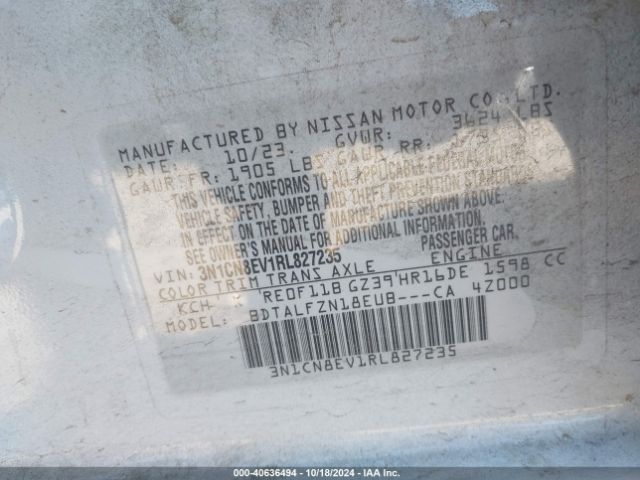 MANUFACTURED BY NISSAN MOTOR CO., LTD.
DATE: 10/23 GVWR: 3624 LBS
GAWR FR: 1905 LBS GAWR RR:
THIS VEHICLE CONFORMS TO ALL APPLICABLE FEDERAL MOTOR
VEHICLE SAFETY, BUMPER AND THEFT PREVENTION STANDARDS
IN EFFECT ON THE DATE OF MANUFACTURE SHOWN ABOVE.
SEE OWNER'S MANUAL FOR ADDITIONAL INFORMATION.
VIN: 3N1CN8EV1RL827235 PASSENGER CAR.
COLOR TRIM TRANS AXLE ENGINE
KCH RE0F11B GZ39 HR16DE 1598 CC
MODEL: BDTALFZN18EUB---CA 4Z000
3N1CN8EV1RL827235
000-40636494 - 10/18/2024 - IAA Inc.